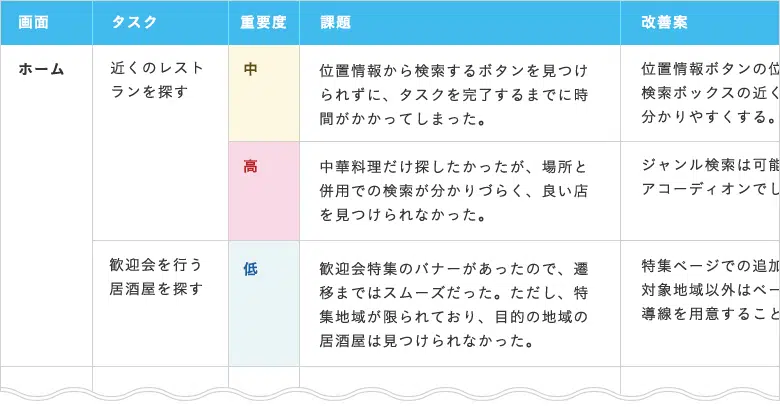 画面 タスク 重要度 課題 改善案
ホーム
近くのレスト
ランを探す
中
位置情報から検索するボタンを見つけ
られずに、タスクを完了するまでに時
間がかかってしまった。
位置情報ボタンの位
検索ボックスの近く
分かりやすくする。
高
中華料理だけ探したかったが、場所と
併用での検索が分かりづらく、良い店
を見つけられなかった。
ジャンル検索は可能
アコーディオンでし
歓迎会を行う
居酒屋を探す
低
歓迎会特集のバナーがあったので、遷
移まではスムーズだった。ただし、特
集地域が限られており、目的の地域の
居酒屋は見つけられなかった。
特集ページでの追加
対象地域以外はペー
導線を用意すること